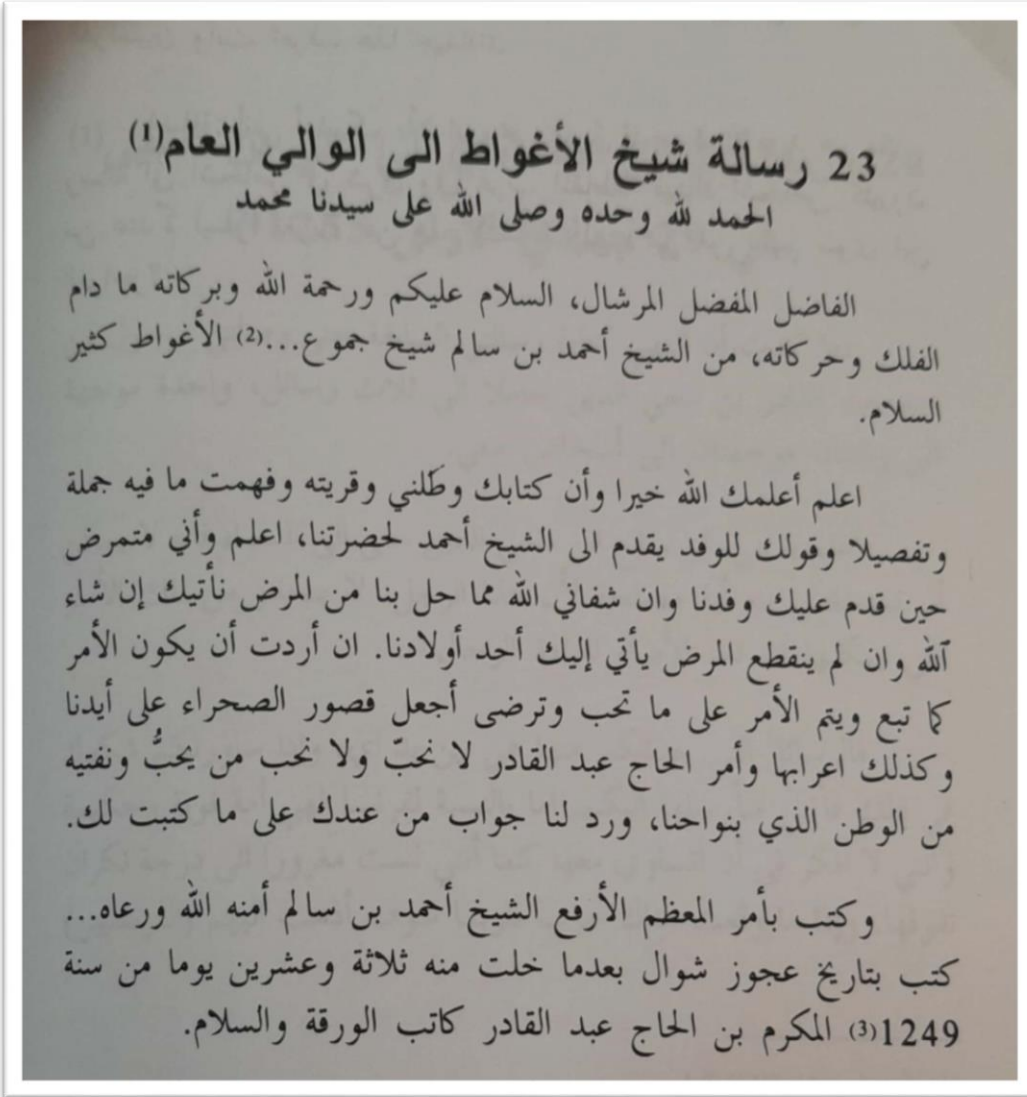 23 رسالة شيخ الأغواط الى الوالي العام(1)
الحمد لله وحده وصلى الله على سيدنا محمد
الفاضل المفضل المرشال، السلام عليكم ورحمة الله وبركاته ما دام
الفلك وحركاته، من الشيخ أحمد بن سالم شيخ جموع...(2) الأغواط كثير
السلام.
اعلم أعلمك الله خيرا وأن كتابك وطَلني وقريته وفهمت ما فيه جملة
وتفصيلا وقولك للوفد يقدم الى الشيخ أحمد لحضرتنا، اعلم وأني متمرض
حين قدم عليك وفدنا وان شفاني الله مما حل بنا من المرض نأتيك إن شاء
آلله وان لم ينقطع المرض يأتي إليك أحد أولادنا. ان أردت أن يكون الأمر
كما تبع ويتم الأمر على ما تحب وترضى أجعل قصور الصحراء على أيدنا
وكذلك اعرابها وأمر الحاج عبد القادر لا نحبّ ولا نحب من يحبُّ ونفتيه
من الوطن الذي بنواحنا، ورد لنا جواب من عندك على ما كتبت لك.
وكتب بأمر المعظم الأرفع الشيخ أحمد بن سالم أمنه الله ورعاه...
كتب بتاريخ عجوز شوال بعدما خلت منه ثلاثة وعشرين يوما من سنة
1249(3) المكرم بن الحاج عبد القادر كاتب الورقة والسلام.